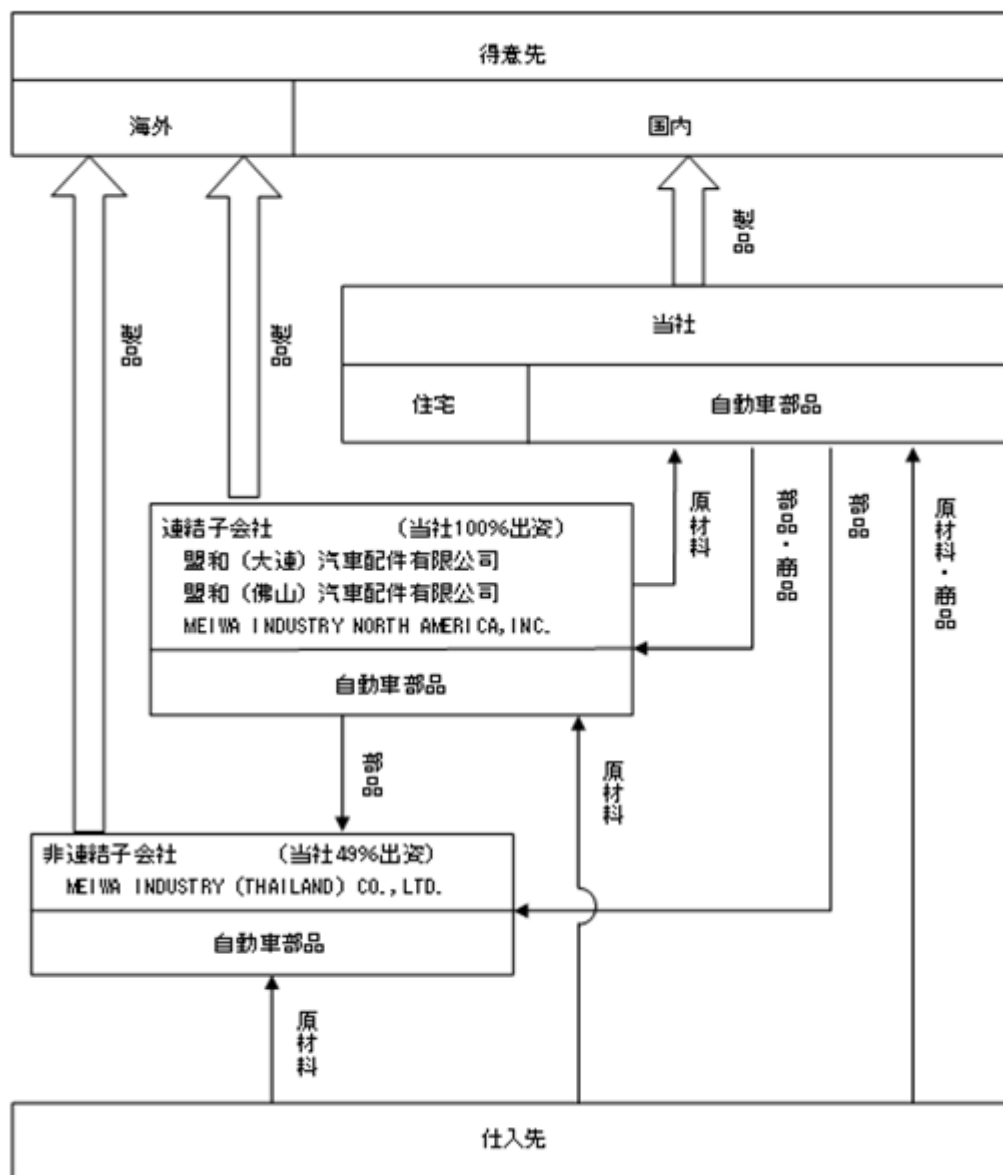 得意先
海外
国内
製品
製品
製品
当社
住宅
自動車部品
連結子会社 (当社100%出資)
盟和(大連)汽車配件有限公司
盟和(佛山)汽車配件有限公司
MEIWA INDUSTRY NORTH AMERICA,INC.
自動車部品
原材料
部品・商品
部品
原材料・商品
部品
原材料
非連結子会社 (当社49%出資)
MEIWA INDUSTRY (THAILAND) CO.,LTD.
自動車部品
原材料
仕入先